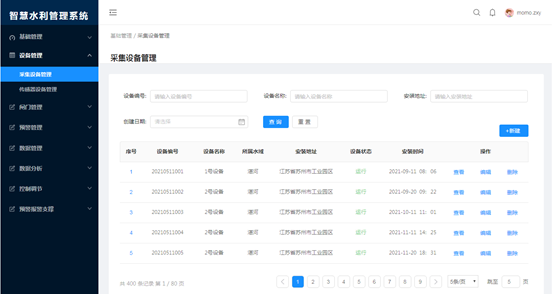 智慧水利管理系统
momo.zxy
基础管理
设备管理
采集设备管理
传感器设备管理
闸门管理
预警管理
数据管理
数据分析
控制调节
预警报警支撑
基础管理 / 采集设备管理
采集设备管理
设备编号: 请输入设备编号 设备名称: 请输入设备名称 安装地址: 请输入安装地址
创建日期: 请选择 查 询 重 置
+新建
序号 设备编号 设备名称 所属水域 安装地址 设备状态 安装时间 操作
1 20210511001 1号设备 娄河 江苏省苏州市工业园区 运行 2021-09-11 08: 06 查看 编辑 删除
2 20210511002 2号设备 娄河 江苏省苏州市工业园区 运行 2021-09-20 09: 22 查看 编辑 删除
3 20210511003 2号设备 娄河 江苏省苏州市工业园区 运行 2021-10-11 11: 01 查看 编辑 删除
4 20210511004 2号设备 娄河 江苏省苏州市工业园区 运行 2021-11-11 14: 25 查看 编辑 删除
5 20210511005 2号设备 娄河 江苏省苏州市工业园区 运行 2021-11-20 18: 31 查看 编辑 删除
共 400 条记录 第 1 / 80 页 1 2 3 4 5 6 7 8 9 5条/页 跳至 5 页